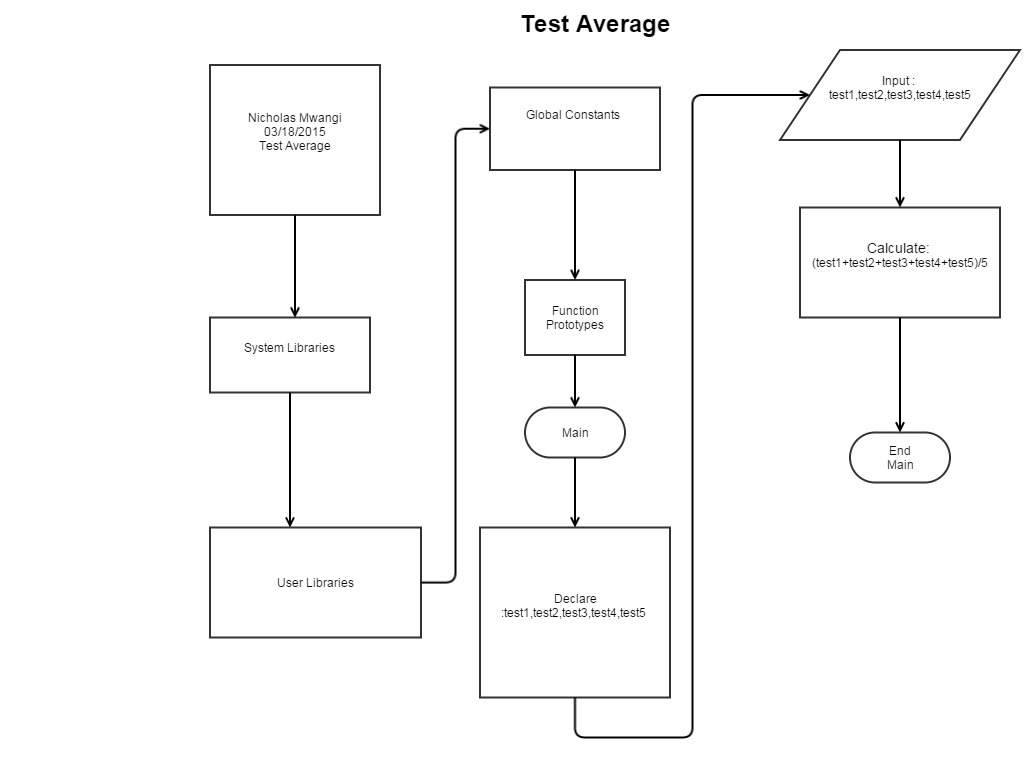 Test Average
Nicholas Mwangi
03/18/2015
Test Average
System Libraries
User Libraries
Global Constants
Function
Prototypes
Main
Declare
:test1,test2,test3,test4,test5
Input :
test1,test2,test3,test4,test5
Calculate:
(test1+test2+test3+test4+test5)/5
End
Main